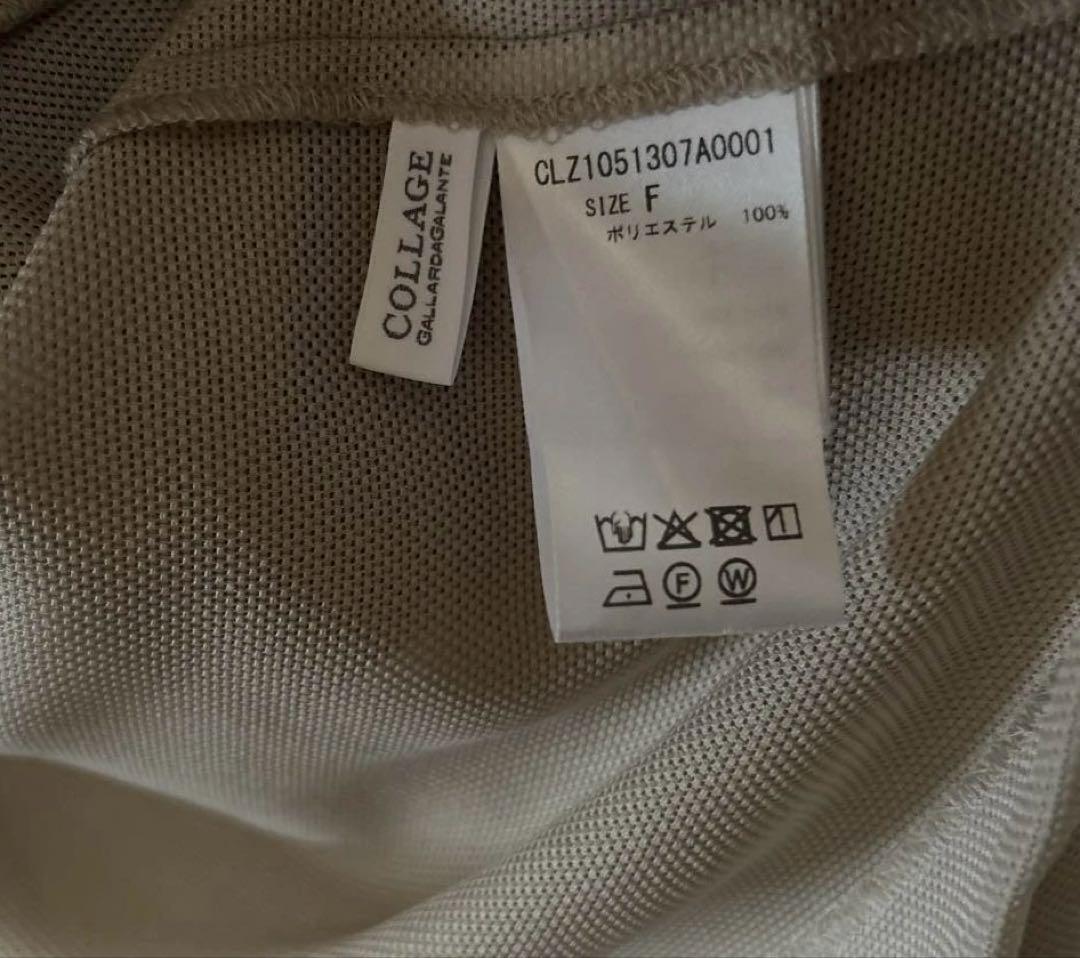 COLLAGE
GALLARDAGALANTE
CLZ1051307A0001
SIZE F
ポリエステル 100%
F W